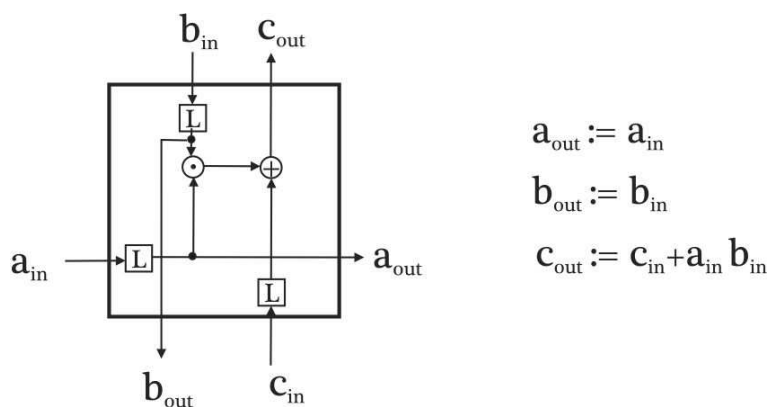 b_in c_out
L
a_out := a_in
b_out := b_in
c_out := c_in+a_in b_in
a_in L a_out
L
b_out c_in